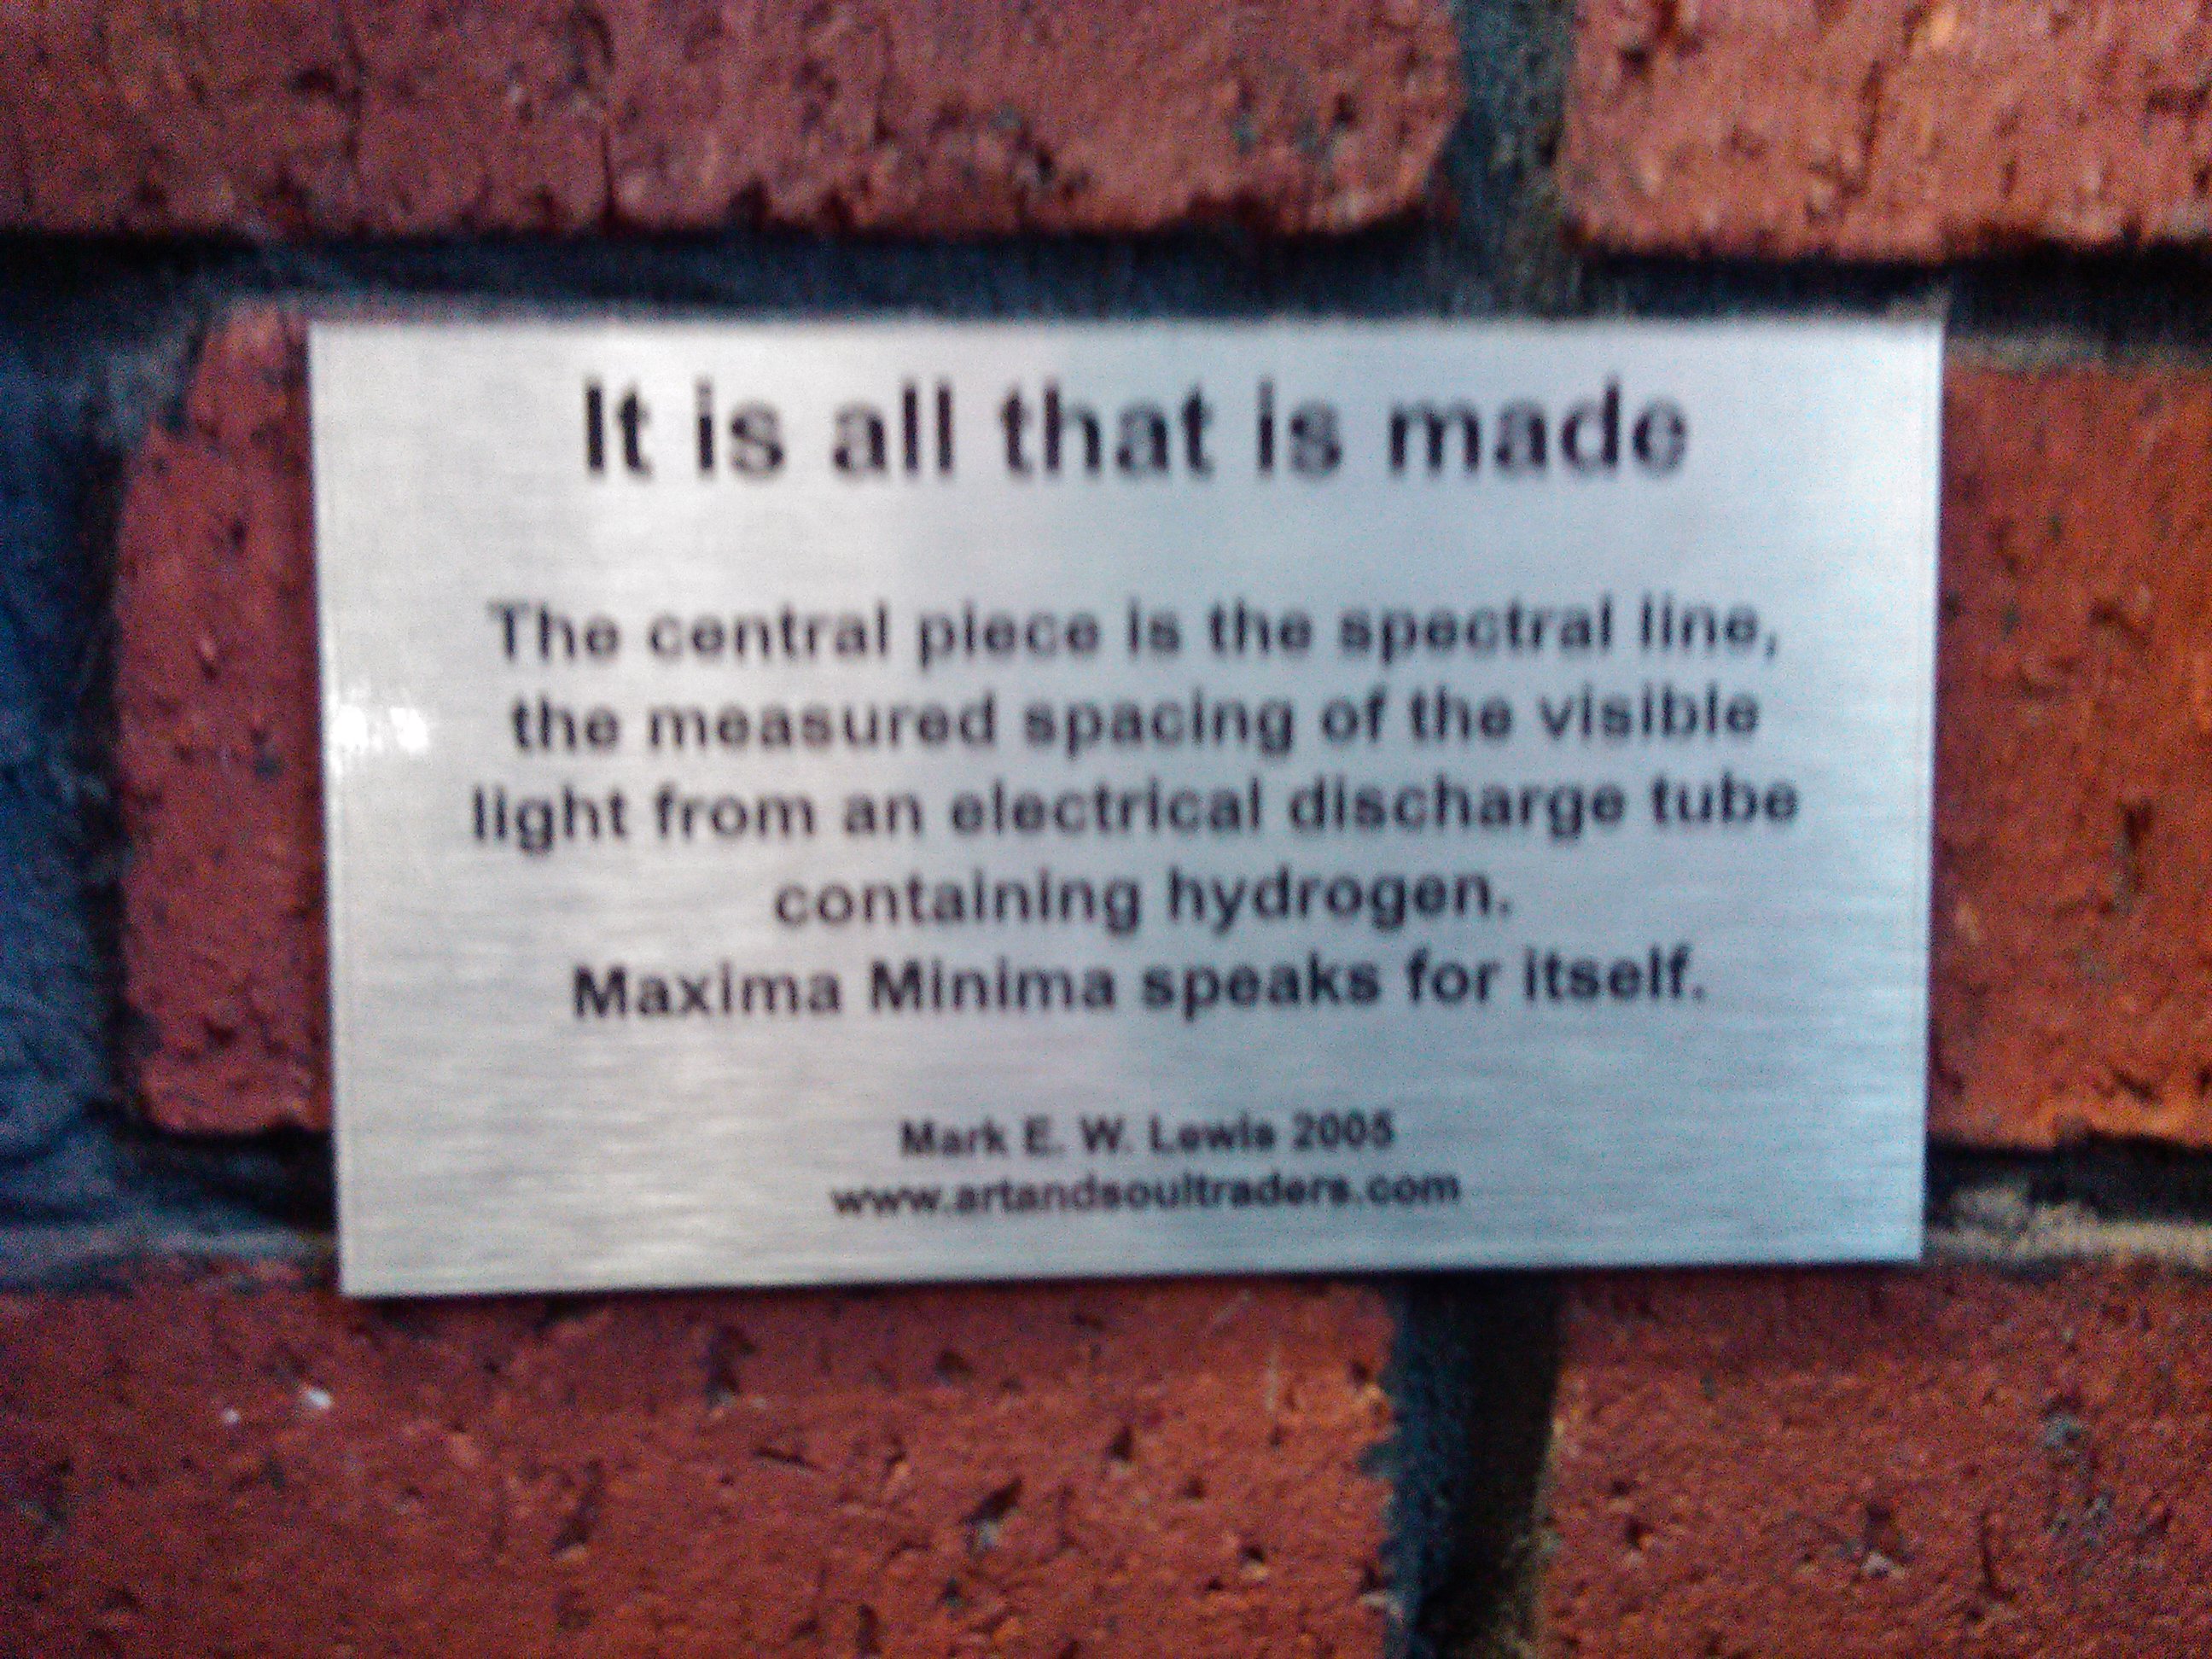 It is all that is made
The central piece is the spectral line,
the measured spacing of the visible
light from an electrical discharge tube
containing hydrogen.
Maxima Minima speaks for itself.
Mark E. W. Lewis 2005
www.artandsoultraders.com